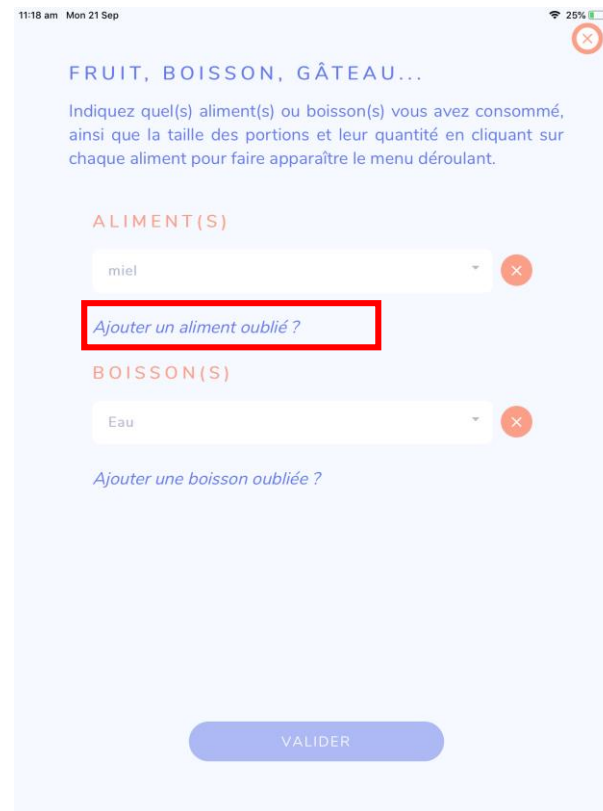 11:18 am Mon 21 Sep 25%
FRUIT, BOISSON, GÂTEAU...
Indiquez quel(s) aliment(s) ou boisson(s) vous avez consommé,
ainsi que la taille des portions et leur quantité en cliquant sur
chaque aliment pour faire apparaître le menu déroulant.
ALIMENT(S)
miel
Ajouter un aliment oublié ?
BOISSON(S)
Eau
Ajouter une boisson oubliée ?
VALIDER